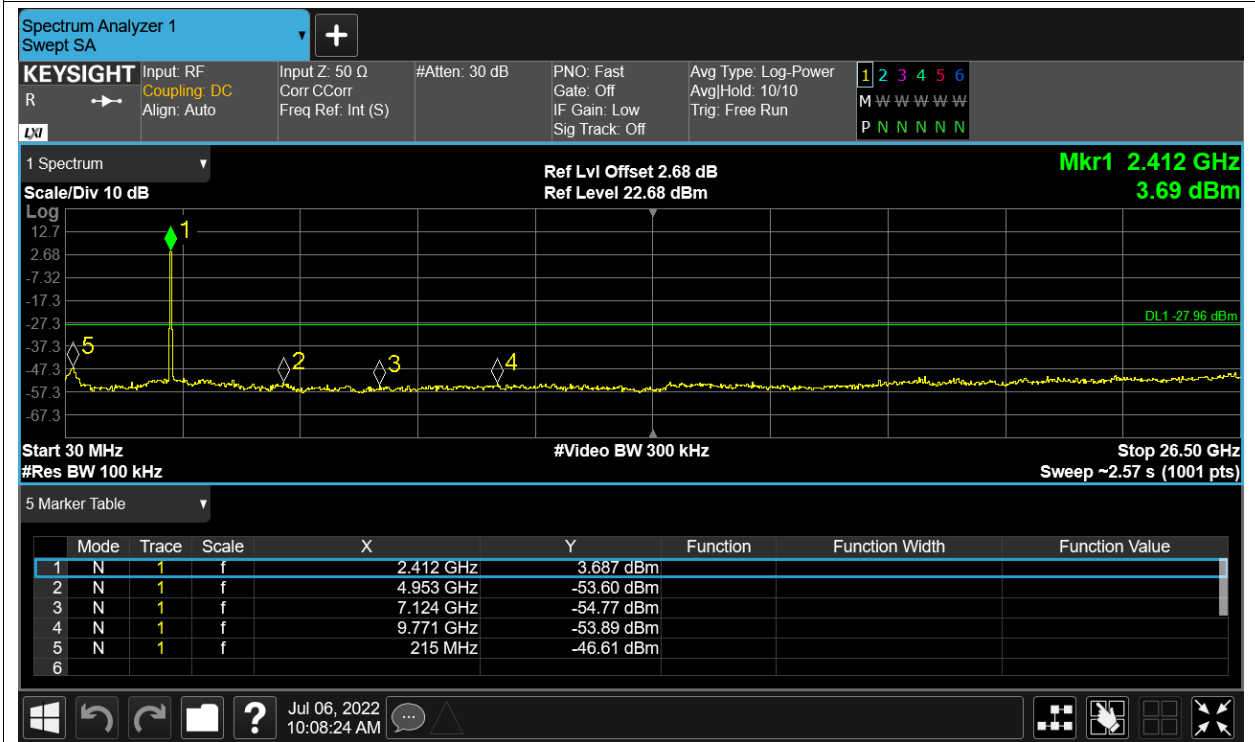 Spectrum Analyzer 1
Swept SA
KEYSIGHT
R
LXI
Input: RF
Coupling: DC
Align: Auto
Input Z: 50 Ω
Corr CCorr
Freq Ref: Int (S)
#Atten: 30 dB
PNO: Fast
Gate: Off
IF Gain: Low
Sig Track: Off
Avg Type: Log-Power
Avg|Hold: 10/10
Trig: Free Run
1 2 3 4 5 6
M W W W W W
P N N N N N
1 Spectrum
Scale/Div 10 dB
Ref Lvl Offset 2.68 dB
Ref Level 22.68 dBm
Mkr1 2.412 GHz
3.69 dBm
Log
12.7
2.68
-7.32
-17.3
-27.3
-37.3
-47.3
-57.3
-67.3
1
5
2
3
4
DL1 -27.96 dBm
Start 30 MHz
#Video BW 300 kHz
Stop 26.50 GHz
#Res BW 100 kHz
Sweep ~2.57 s (1001 pts)
5 Marker Table
Mode Trace Scale X Y Function Function Width Function Value
1 N 1 f 2.412 GHz 3.687 dBm
2 N 1 f 4.953 GHz -53.60 dBm
3 N 1 f 7.124 GHz -54.77 dBm
4 N 1 f 9.771 GHz -53.89 dBm
5 N 1 f 215 MHz -46.61 dBm
6
?
Jul 06, 2022
10:08:24 AM